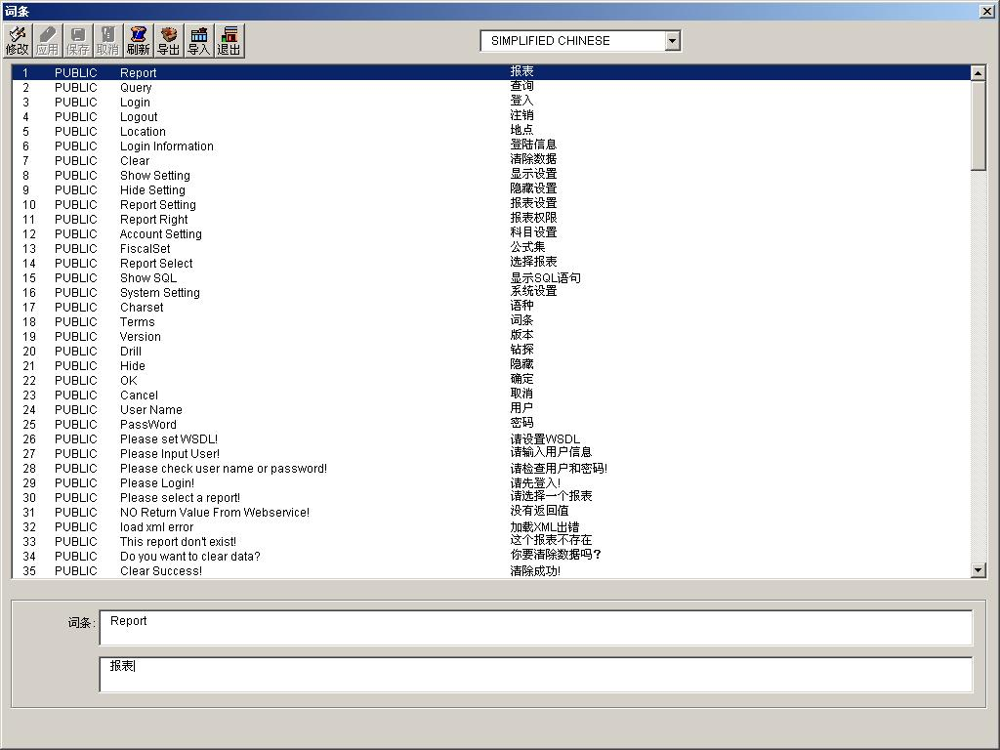 词条
修改 应用 保存 取消 刷新 导出 导入 退出 SIMPLIFIED CHINESE
1 PUBLIC Report 报表
2 PUBLIC Query 查询
3 PUBLIC Login 登入
4 PUBLIC Logout 注销
5 PUBLIC Location 地点
6 PUBLIC Login Information 登陆信息
7 PUBLIC Clear 清除数据
8 PUBLIC Show Setting 显示设置
9 PUBLIC Hide Setting 隐藏设置
10 PUBLIC Report Setting 报表设置
11 PUBLIC Report Right 报表权限
12 PUBLIC Account Setting 科目设置
13 PUBLIC FiscalSet 公式集
14 PUBLIC Report Select 选择报表
15 PUBLIC Show SQL 显示SQL语句
16 PUBLIC System Setting 系统设置
17 PUBLIC Charset 语种
18 PUBLIC Terms 词条
19 PUBLIC Version 版本
20 PUBLIC Drill 钻探
21 PUBLIC Hide 隐藏
22 PUBLIC OK 确定
23 PUBLIC Cancel 取消
24 PUBLIC User Name 用户
25 PUBLIC PassWord 密码
26 PUBLIC Please set WSDL! 请设置WSDL
27 PUBLIC Please Input User! 请输入用户信息
28 PUBLIC Please check user name or password! 请检查用户和密码!
29 PUBLIC Please Login! 请先登入!
30 PUBLIC Please select a report! 请选择一个报表
31 PUBLIC NO Return Value From Webservice! 没有返回值
32 PUBLIC load xml error 加载XML出错
33 PUBLIC This report don't exist! 这个报表不存在
34 PUBLIC Do you want to clear data? 你要清除数据吗?
35 PUBLIC Clear Success! 清除成功!
词条: Report
报表